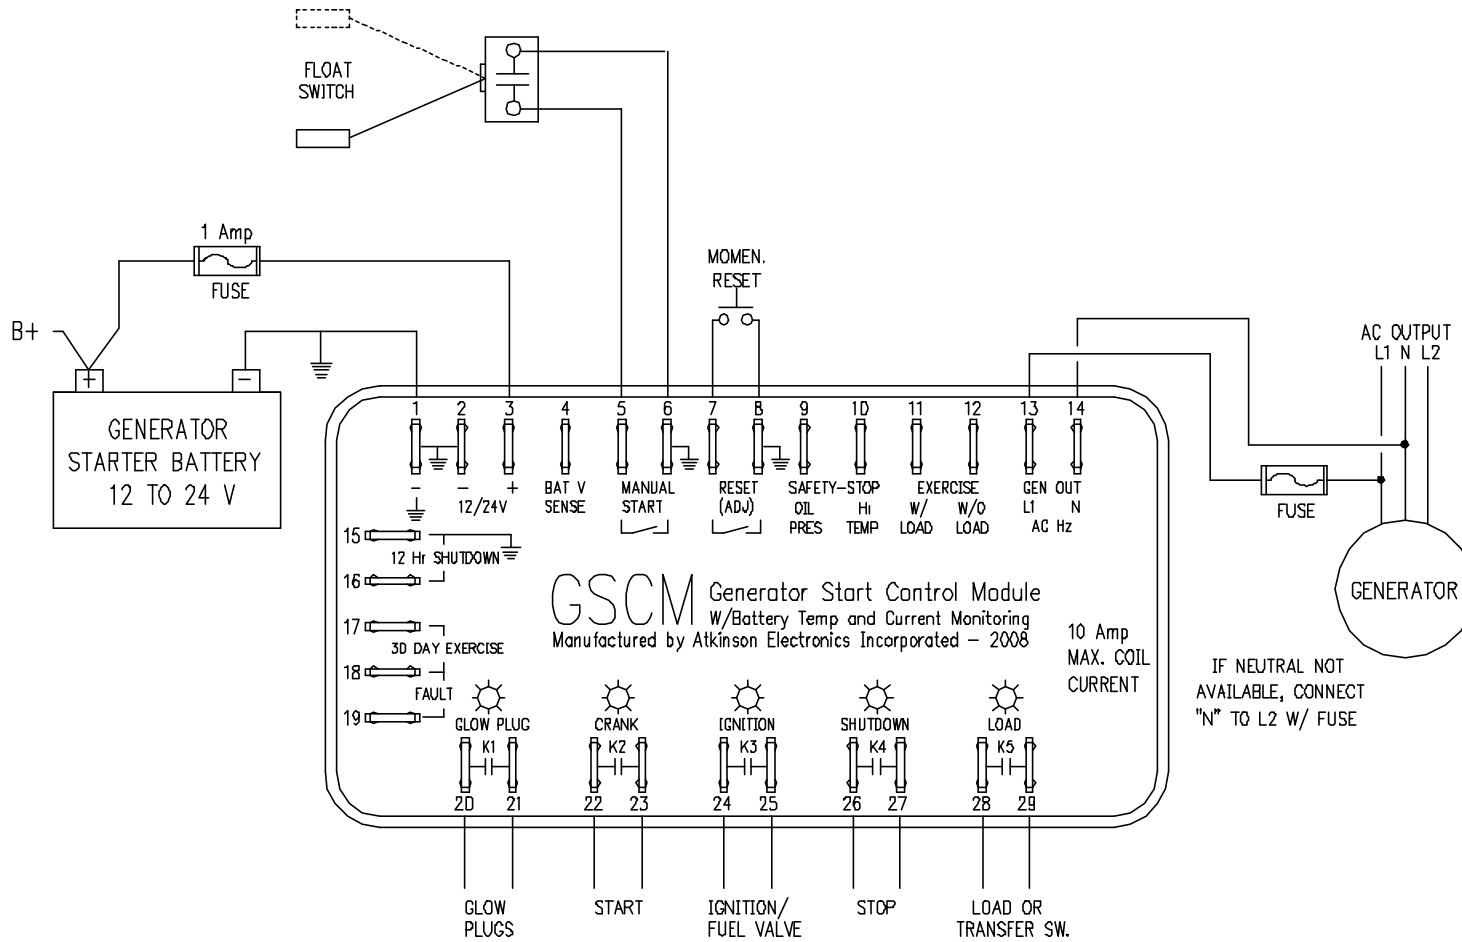 FLOAT
SWITCH
1 Amp
FUSE
B+
+
-
GENERATOR
STARTER BATTERY
12 TO 24 V
MOMEN.
RESET
AC OUTPUT
L1 N L2
FUSE
GENERATOR
IF NEUTRAL NOT
AVAILABLE, CONNECT
"N" TO L2 W/ FUSE
1 2 3 4 5 6 7 8 9 10 11 12 13 14
- - +
12/24V
BAT V
SENSE
MANUAL
START
RESET
(ADJ)
SAFETY-STOP
OIL
PRES
Hi
TEMP
EXERCISE
W/
LOAD
W/O
LOAD
GEN OUT
L1 N
AC Hz
15
12 Hr SHUTDOWN
16
17
30 DAY EXERCISE
18
FAULT
19
GSCM Generator Start Control Module
W/Battery Temp and Current Monitoring
Manufactured by Atkinson Electronics Incorporated - 2008
10 Amp
MAX. COIL
CURRENT
GLOW PLUG
K1
CRANK
K2
IGNITION
K3
SHUTDOWN
K4
LOAD
K5
20 21 22 23 24 25 26 27 28 29
GLOW
PLUGS
START
IGNITION/
FUEL VALVE
STOP
LOAD OR
TRANSFER SW.